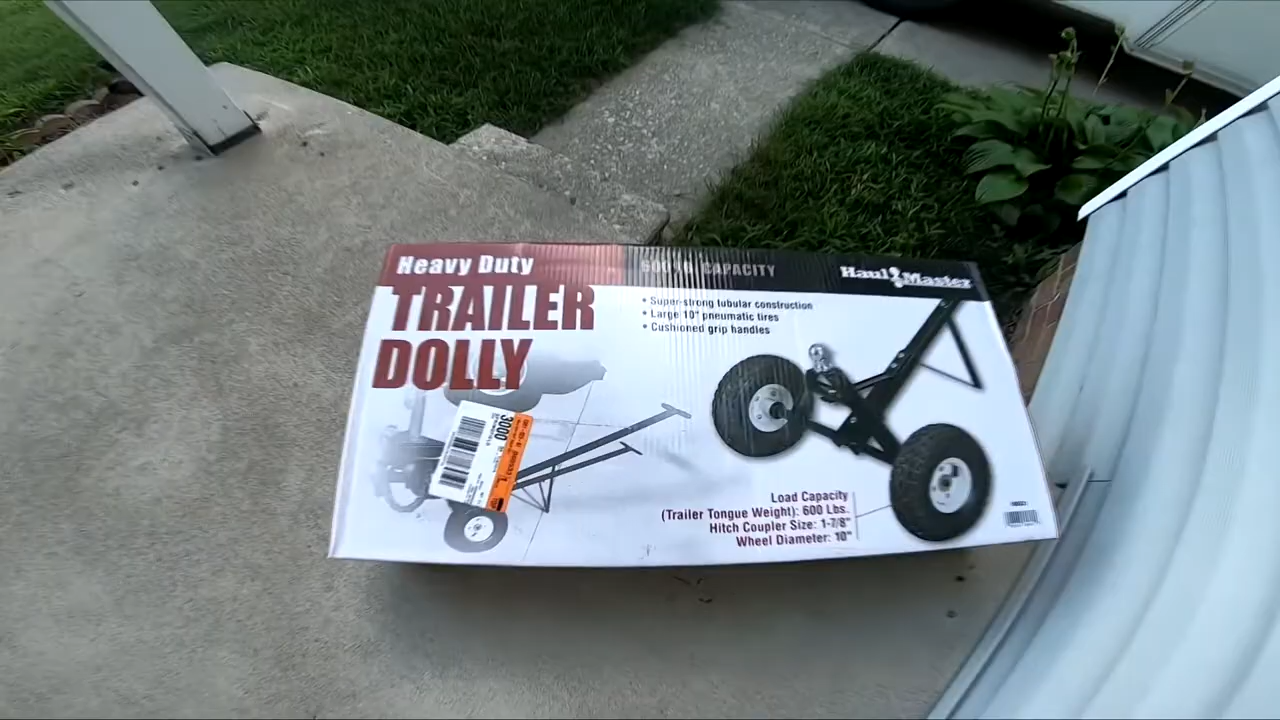 Heavy Duty
TRAILER
DOLLY
600 Lb CAPACITY
Haul Master
• Super-strong tubular construction
• Large 10" pneumatic tires
• Cushioned grip handles
3000
Load Capacity
(Trailer Tongue Weight): 600 Lbs.
Hitch Coupler Size: 1-7/8"
Wheel Diameter: 10"